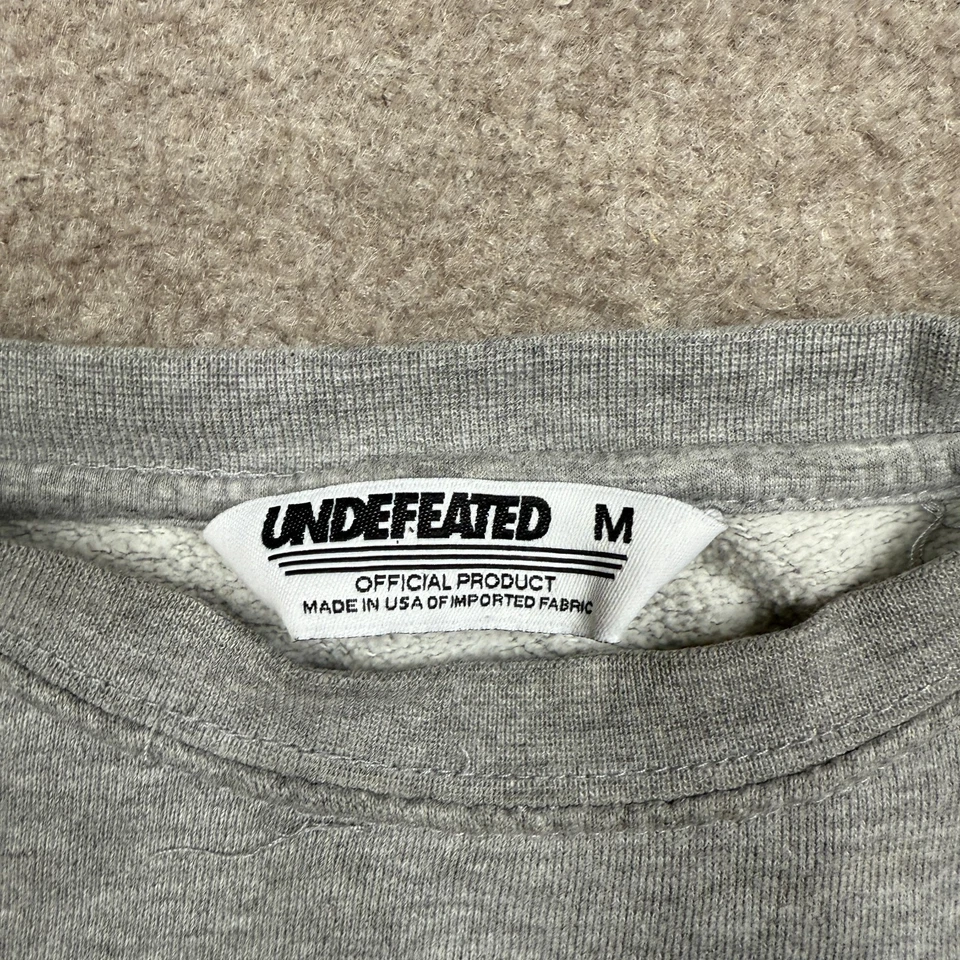 UNDEFEATED M
OFFICIAL PRODUCT
MADE IN USA OF IMPORTED FABRIC